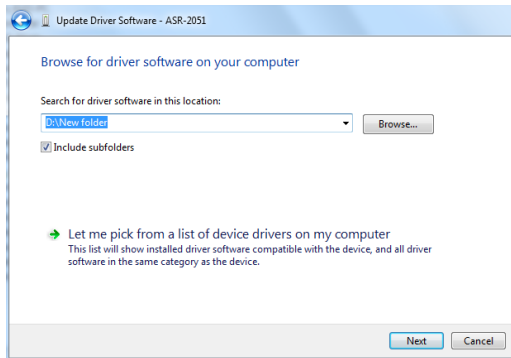 Update Driver Software - ASR-2051
Browse for driver software on your computer
Search for driver software in this location:
D:\New folder
Browse...
Include subfolders
Let me pick from a list of device drivers on my computer
This list will show installed driver software compatible with the device, and all driver
software in the same category as the device.
Next Cancel